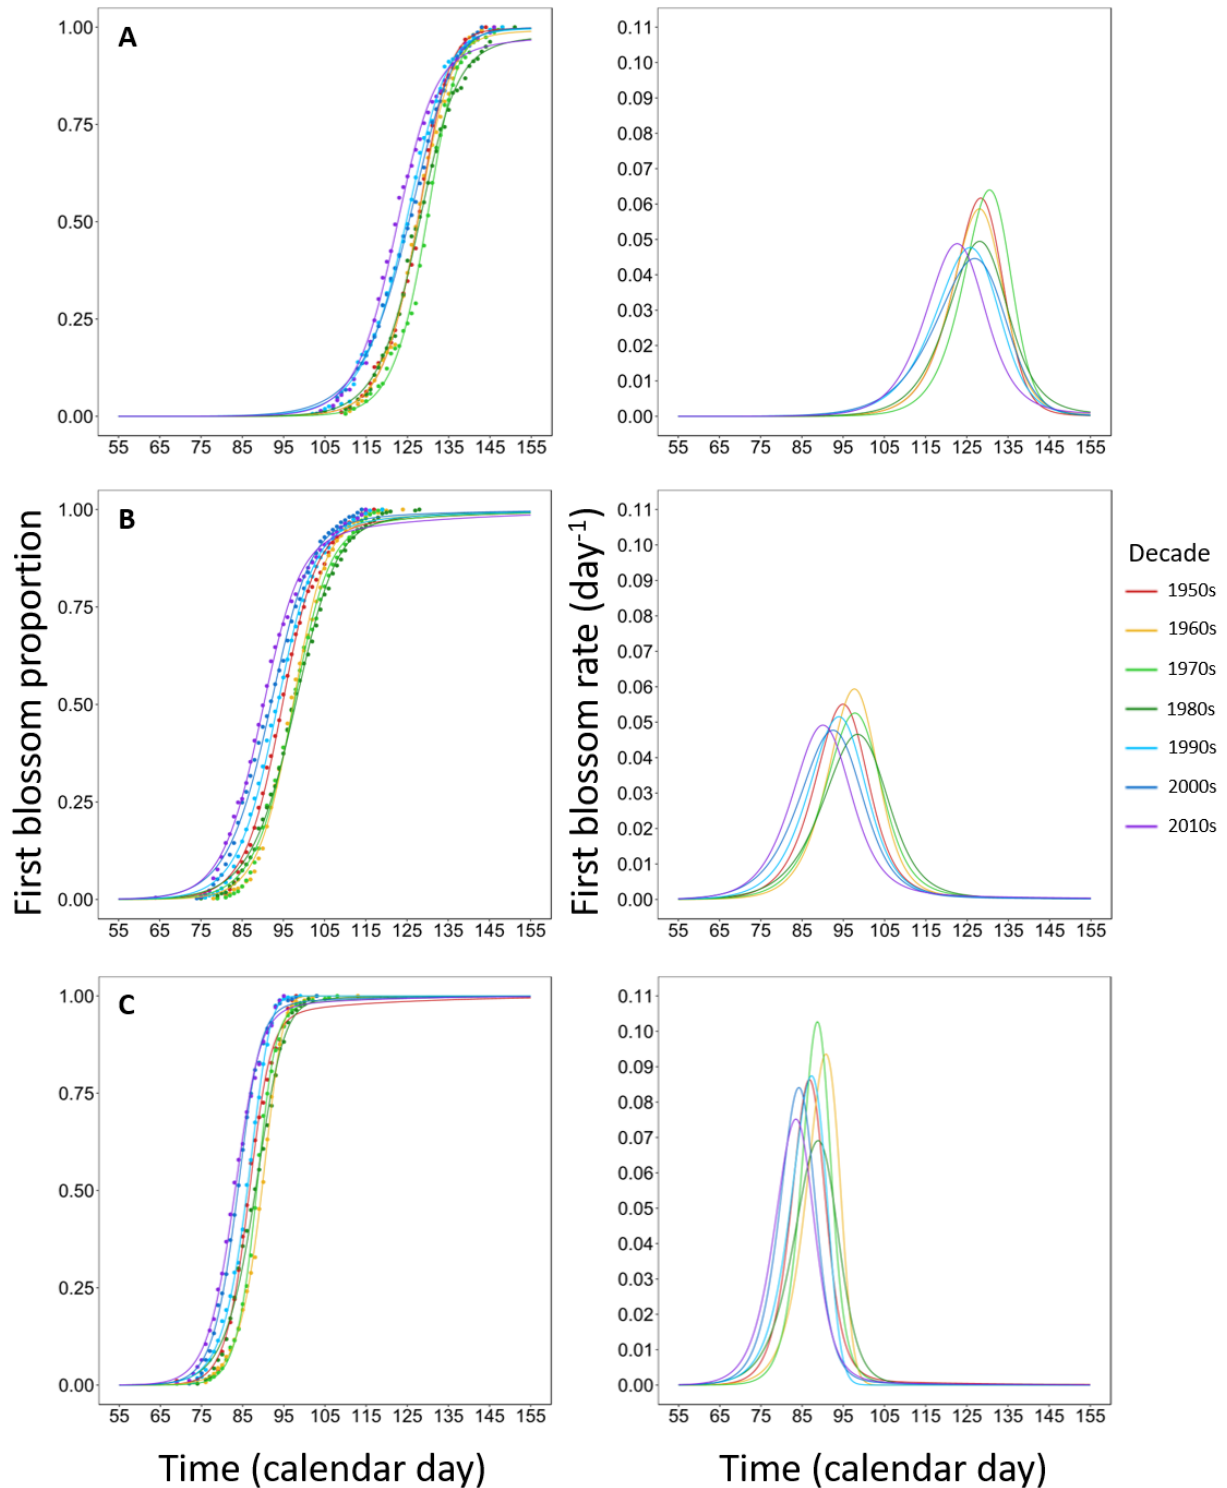 A
1.00
0.75
0.50
0.25
0.00
55 65 75 85 95 105 115 125 135 145 155
0.11
0.10
0.09
0.08
0.07
0.06
0.05
0.04
0.03
0.02
0.01
0.00
55 65 75 85 95 105 115 125 135 145 155
First blossom proportion
B
1.00
0.75
0.50
0.25
0.00
55 65 75 85 95 105 115 125 135 145 155
First blossom rate (day⁻¹)
0.11
0.10
0.09
0.08
0.07
0.06
0.05
0.04
0.03
0.02
0.01
0.00
55 65 75 85 95 105 115 125 135 145 155
Decade
1950s
1960s
1970s
1980s
1990s
2000s
2010s
C
1.00
0.75
0.50
0.25
0.00
55 65 75 85 95 105 115 125 135 145 155
Time (calendar day)
0.11
0.10
0.09
0.08
0.07
0.06
0.05
0.04
0.03
0.02
0.01
0.00
55 65 75 85 95 105 115 125 135 145 155
Time (calendar day)